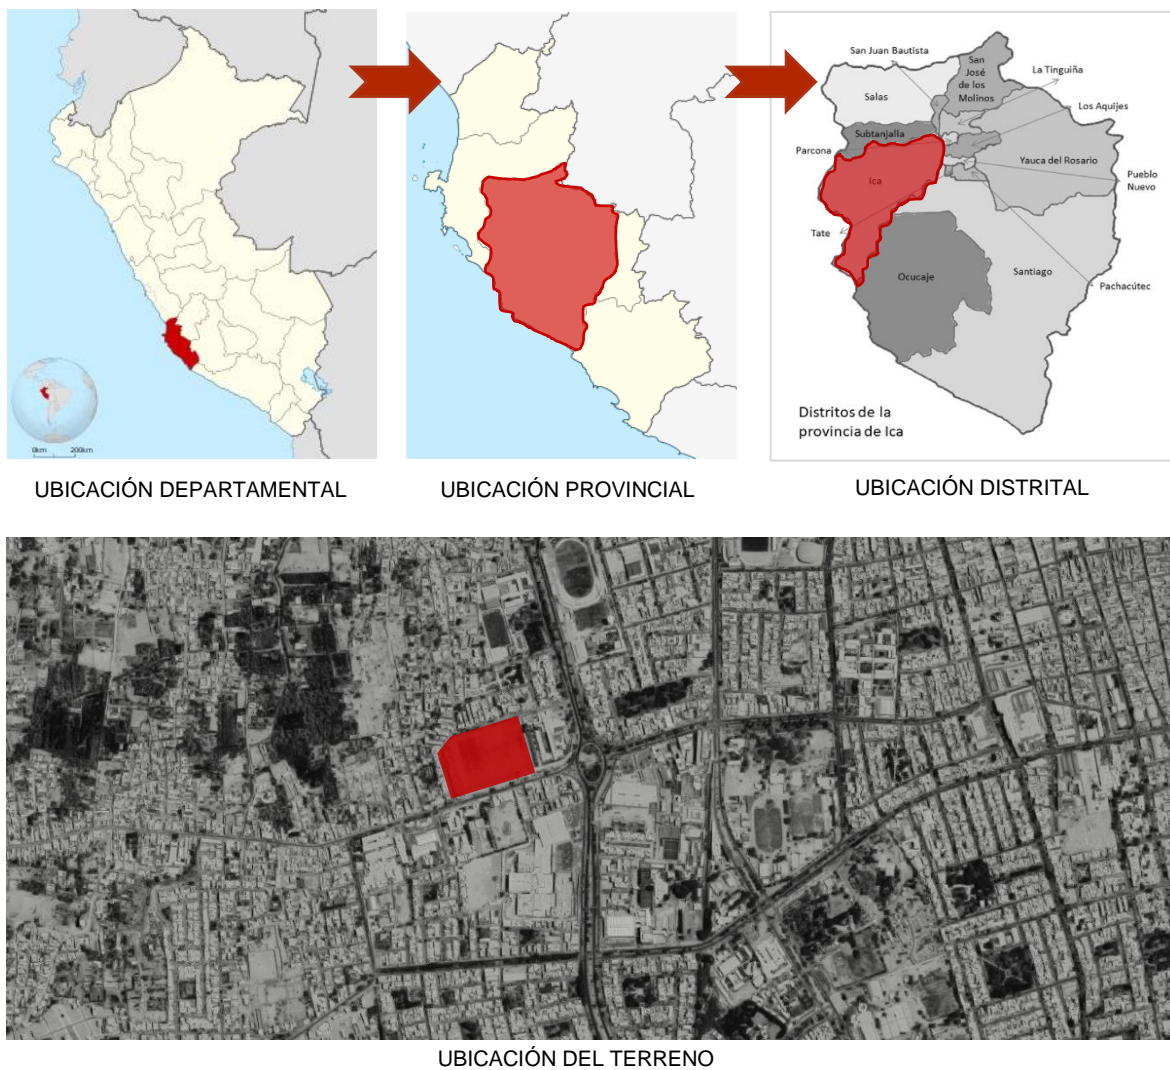 0km 200km
San Juan Bautista
San
José
de los
Molinos
La Tinguiña
Salas
Los Aquijes
Subtanjalla
Parcona
Yauca del Rosario
Ica
Pueblo
Nuevo
Tate
Ocucaje
Santiago
Pachacútec
Distritos de la
provincia de Ica
UBICACIÓN DEPARTAMENTAL
UBICACIÓN PROVINCIAL
UBICACIÓN DISTRITAL
UBICACIÓN DEL TERRENO